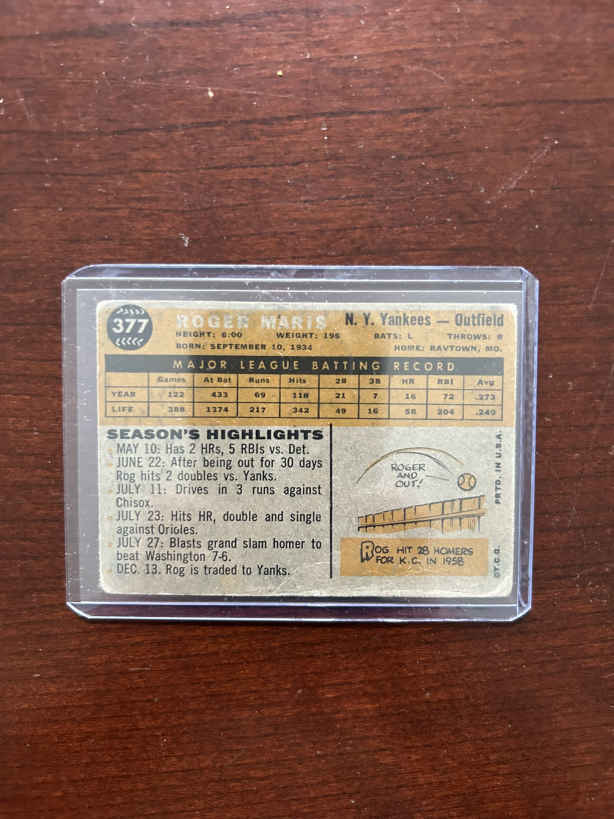 377
ROGER MARIS
N. Y. Yankees — Outfield
HEIGHT: 6:00 WEIGHT: 196 BATS: L THROWS: R
BORN: SEPTEMBER 10, 1934 HOME: RAYTOWN, MO.
MAJOR LEAGUE BATTING RECORD
Games At Bat Runs Hits 2B 3B HR RBI Avg
YEAR 122 433 69 118 21 7 16 72 .273
LIFE 388 1374 217 342 49 16 58 204 .249
SEASON'S HIGHLIGHTS
MAY 10: Has 2 HRs, 5 RBIs vs. Det.
JUNE 22: After being out for 30 days
Rog hits 2 doubles vs. Yanks.
JULY 11: Drives in 3 runs against
Chisox.
JULY 23: Hits HR, double and single
against Orioles.
JULY 27: Blasts grand slam homer to
beat Washington 7-6.
DEC. 13. Rog is traded to Yanks.
ROGER
AND
OUT!
ROG HIT 28 HOMERS
FOR K.C. IN 1958
©T.C.G. PRTD. IN U.S.A.